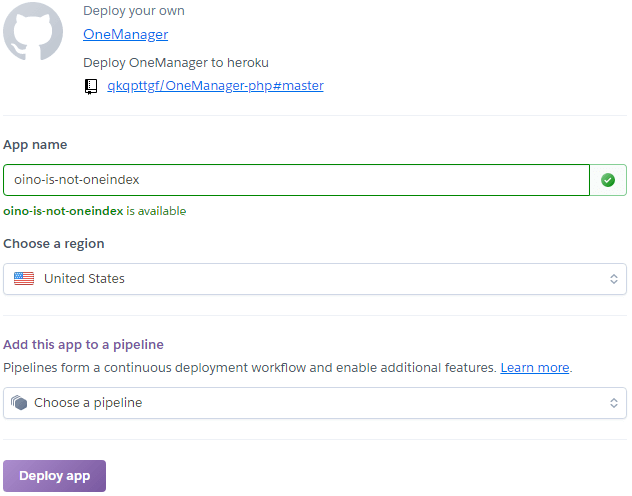 Deploy your own
OneManager
Deploy OneManager to heroku
qkqpttgf/OneManager-php#master
App name
oino-is-not-oneindex
oino-is-not-oneindex is available
Choose a region
United States
Add this app to a pipeline
Pipelines form a continuous deployment workflow and enable additional features. Learn more.
Choose a pipeline
Deploy app